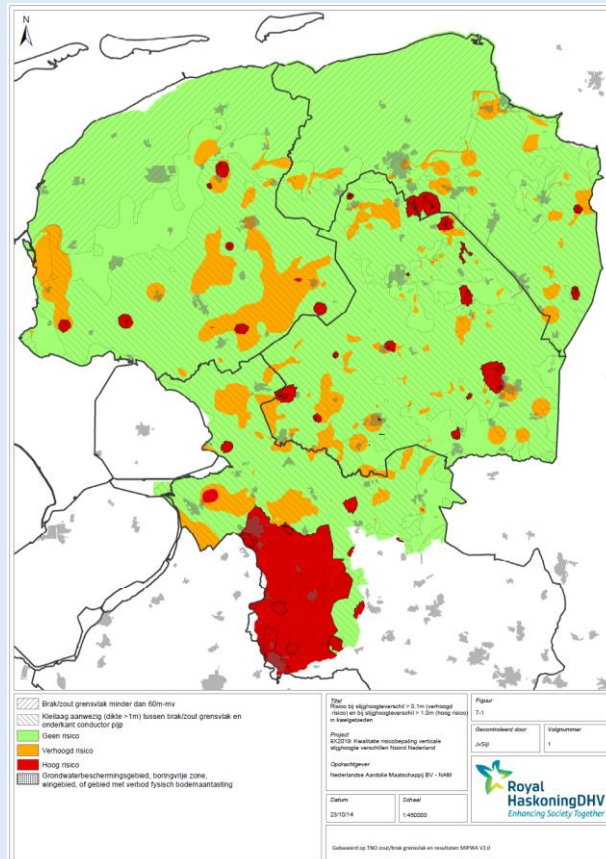 N
Brak/zout grensvlak minder dan 60m-mv
Kleilaag aanwezig (dikte >1m) tussen brak/zout grensvlak en
onderkant conductor pijp
Geen risico
Verhoogd risico
Hoog risico
Grondwaterbeschermingsgebied, boringvrije zone,
wingebied, of gebied met verbod fysisch bodemaantasting
Titel
Risico bij stijghoogteverschil > 0.1m (verhoogd
risico) en bij stijghoogteverschil > 1.0m (hoog risico)
in kwelgebieden
Project
9X2019: Kwalitatie risicobepaling verticale
stijghoogte verschillen Noord Nederland
Opdrachtgever
Nederlandse Aardolie Maatschappij BV - NAM
Datum
23/10/14
Schaal
1:450000
Figuur
7-1
Gecontroleerd door
JvSijl
Volgnummer
1
Royal
HaskoningDHV
Enhancing Society Together
Gebaseerd op TNO zout/brak grensvlak en resultaten MIPWA V2.0